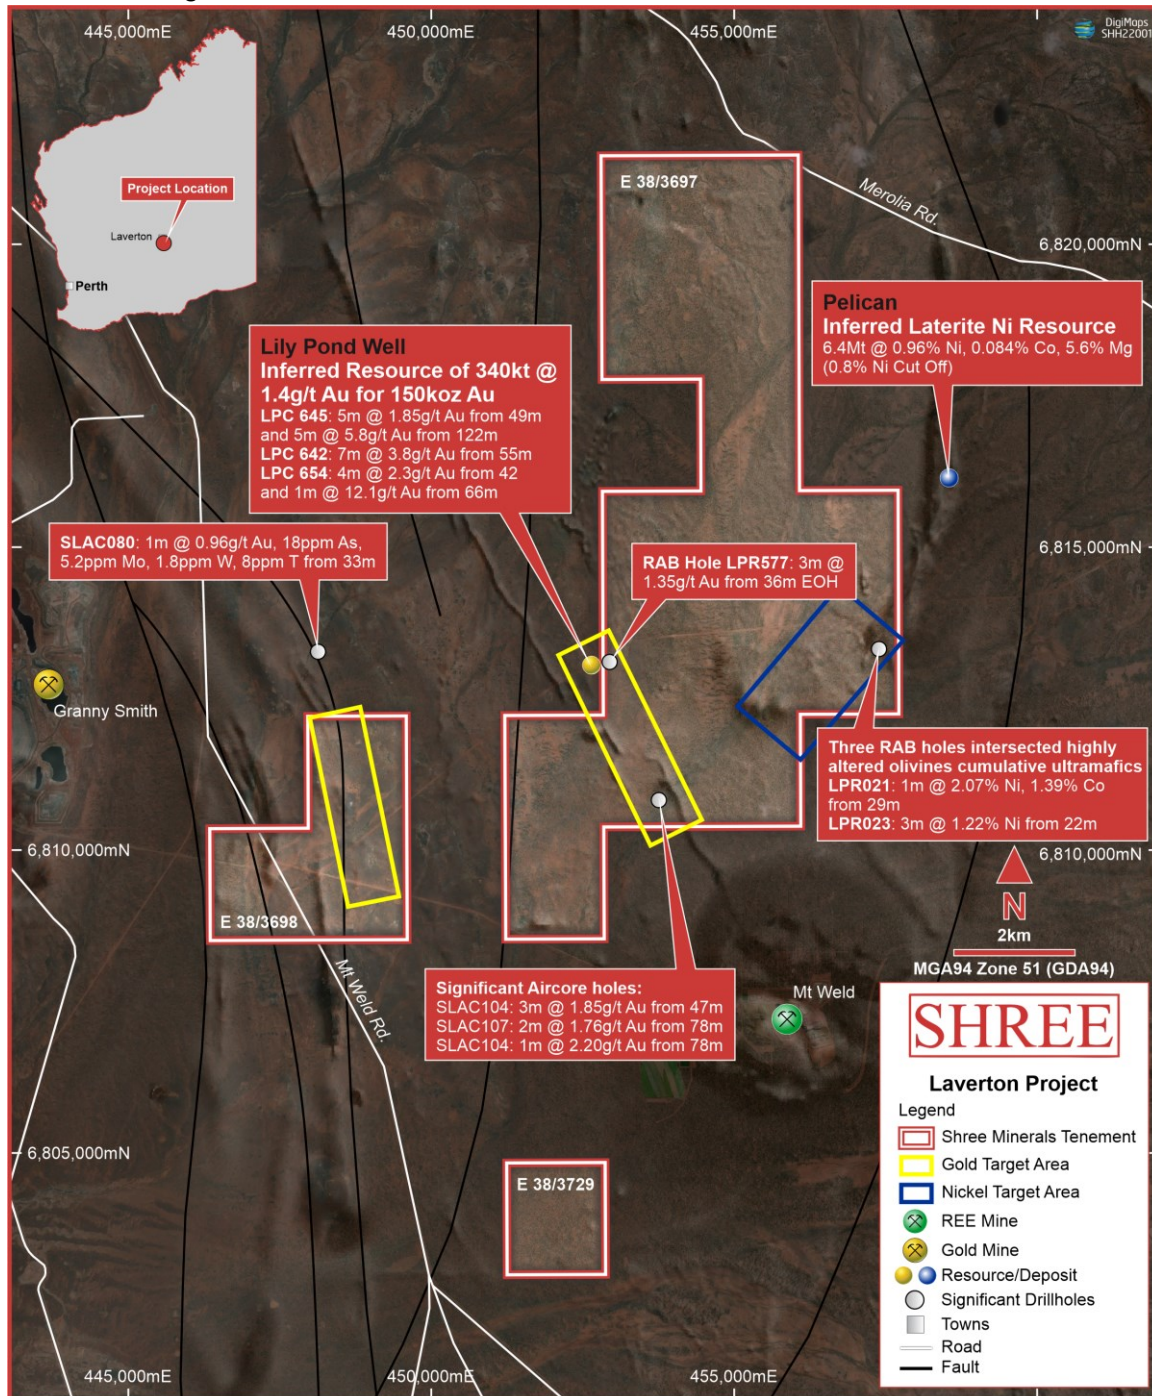 445,000mE
450,000mE
455,000mE
DigiMaps
SHH22001
Project Location
Laverton
Perth
E 38/3697
Merolia Rd.
6,820,000mN
Pelican
Inferred Laterite Ni Resource
6.4Mt @ 0.96% Ni, 0.084% Co, 5.6% Mg
(0.8% Ni Cut Off)
Lily Pond Well
Inferred Resource of 340kt @
1.4g/t Au for 150koz Au
LPC 645: 5m @ 1.85g/t Au from 49m
and 5m @ 5.8g/t Au from 122m
LPC 642: 7m @ 3.8g/t Au from 55m
LPC 654: 4m @ 2.3g/t Au from 42
and 1m @ 12.1g/t Au from 66m
SLAC080: 1m @ 0.96g/t Au, 18ppm As,
5.2ppm Mo, 1.8ppm W, 8ppm T from 33m
6,815,000mN
RAB Hole LPR577: 3m @
1.35g/t Au from 36m EOH
Granny Smith
Three RAB holes intersected highly
altered olivines cumulative ultramafics
LPR021: 1m @ 2.07% Ni, 1.39% Co
from 29m
LPR023: 3m @ 1.22% Ni from 22m
6,810,000mN
6,810,000mN
E 38/3698
N
2km
MGA94 Zone 51 (GDA94)
Mt Weld Rd.
Significant Aircore holes:
SLAC104: 3m @ 1.85g/t Au from 47m
SLAC107: 2m @ 1.76g/t Au from 78m
SLAC104: 1m @ 2.20g/t Au from 78m
Mt Weld
6,805,000mN
E 38/3729
SHREE
Laverton Project
Legend
Shree Minerals Tenement
Gold Target Area
Nickel Target Area
REE Mine
Gold Mine
Resource/Deposit
Significant Drillholes
Towns
Road
Fault
445,000mE
450,000mE
455,000mE